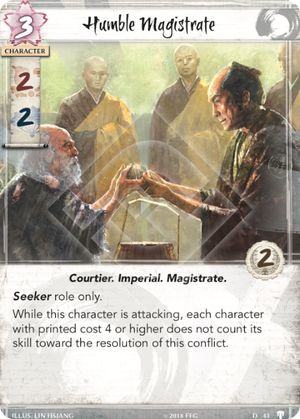 3
Humble Magistrate
CHARACTER
2
2
2
Courtier. Imperial. Magistrate.
Seeker role only.
While this character is attacking, each character
with printed cost 4 or higher does not count its
skill toward the resolution of this conflict.
ILLUS. LIN HSIANG
© 2018 FFG
D 43